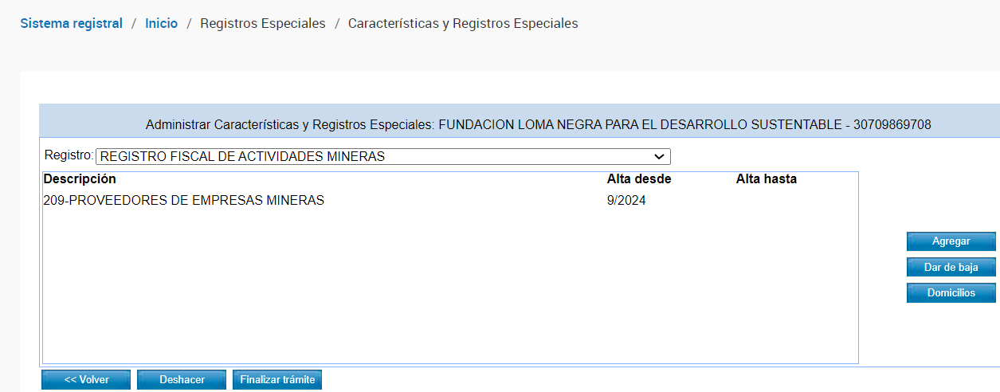 Sistema registral / Inicio / Registros Especiales / Características y Registros Especiales
Administrar Características y Registros Especiales: FUNDACION LOMA NEGRA PARA EL DESARROLLO SUSTENTABLE - 30709869708
Registro: REGISTRO FISCAL DE ACTIVIDADES MINERAS
Descripción Alta desde Alta hasta
209-PROVEEDORES DE EMPRESAS MINERAS 9/2024
Agregar
Dar de baja
Domicilios
<< Volver Deshacer Finalizar trámite